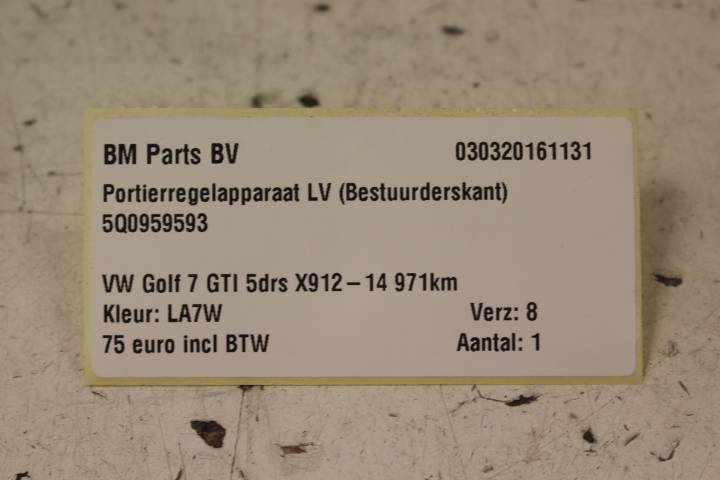 BM Parts BV 030320161131
Portierregelapparaat LV (Bestuurderskant)
5Q0959593
VW Golf 7 GTI 5drs X912 – 14 971km
Kleur: LA7W Verz: 8
75 euro incl BTW Aantal: 1